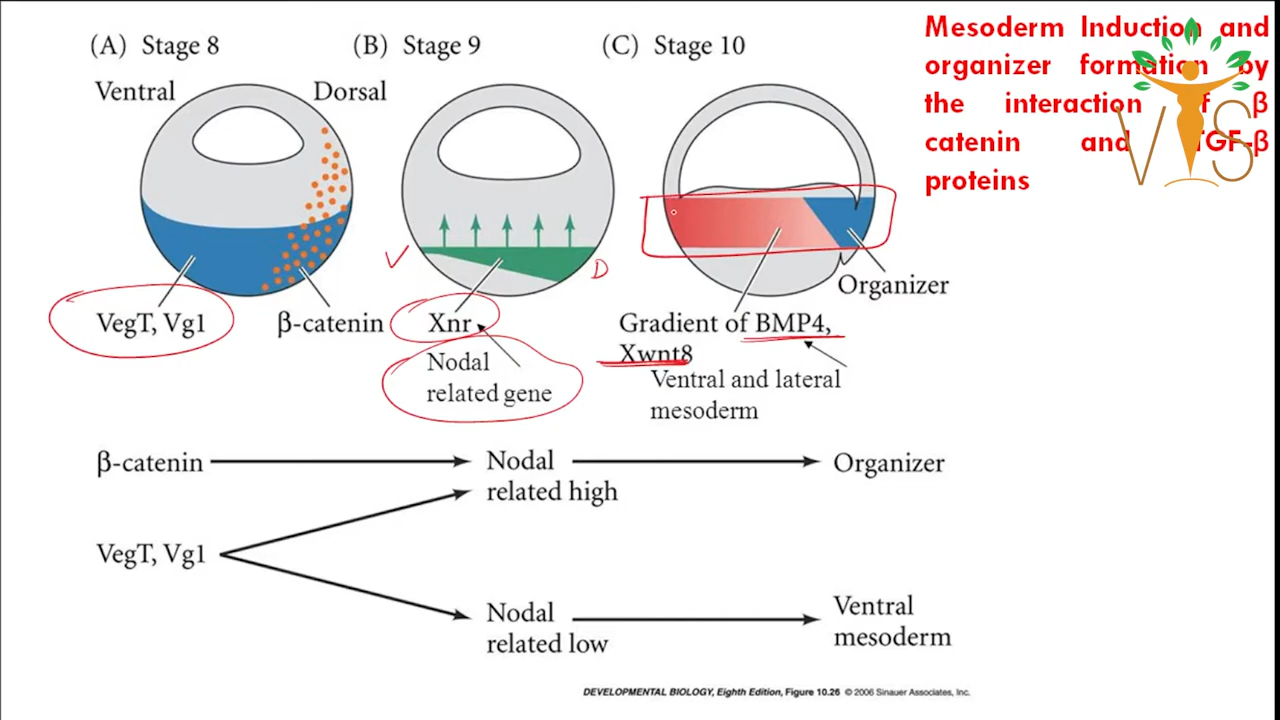 (A) Stage 8
(B) Stage 9
(C) Stage 10
Mesoderm Induction and
organizer formation by
the interaction of β
catenin and TGF-β
proteins
Ventral
Dorsal
V
D
VegT, Vg1
β-catenin
Xnr
Nodal
related gene
Organizer
Gradient of BMP4,
Xwnt8
Ventral and lateral
mesoderm
β-catenin
Nodal
related high
Organizer
VegT, Vg1
Nodal
related low
Ventral
mesoderm
DEVELOPMENTAL BIOLOGY, Eighth Edition, Figure 10.26 © 2006 Sinauer Associates, Inc.
V S